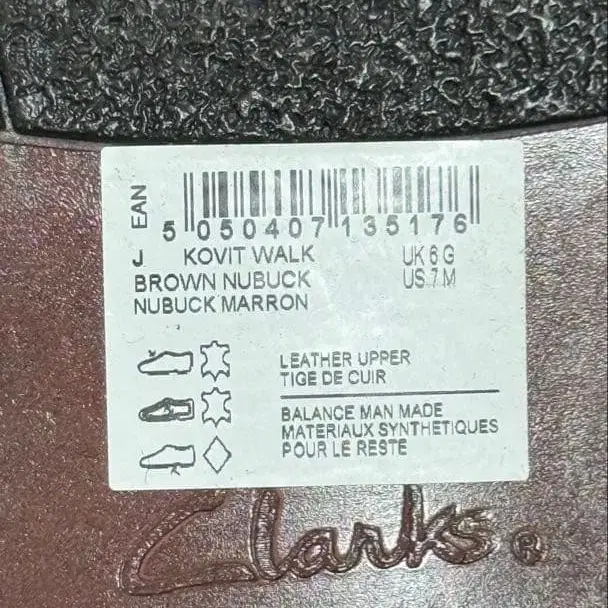 EAN
5 050407 135176
J KOVIT WALK UK 6 G
BROWN NUBUCK US 7 M
NUBUCK MARRON
LEATHER UPPER
TIGE DE CUIR
BALANCE MAN MADE
MATERIAUX SYNTHETIQUES
POUR LE RESTE
Clarks®